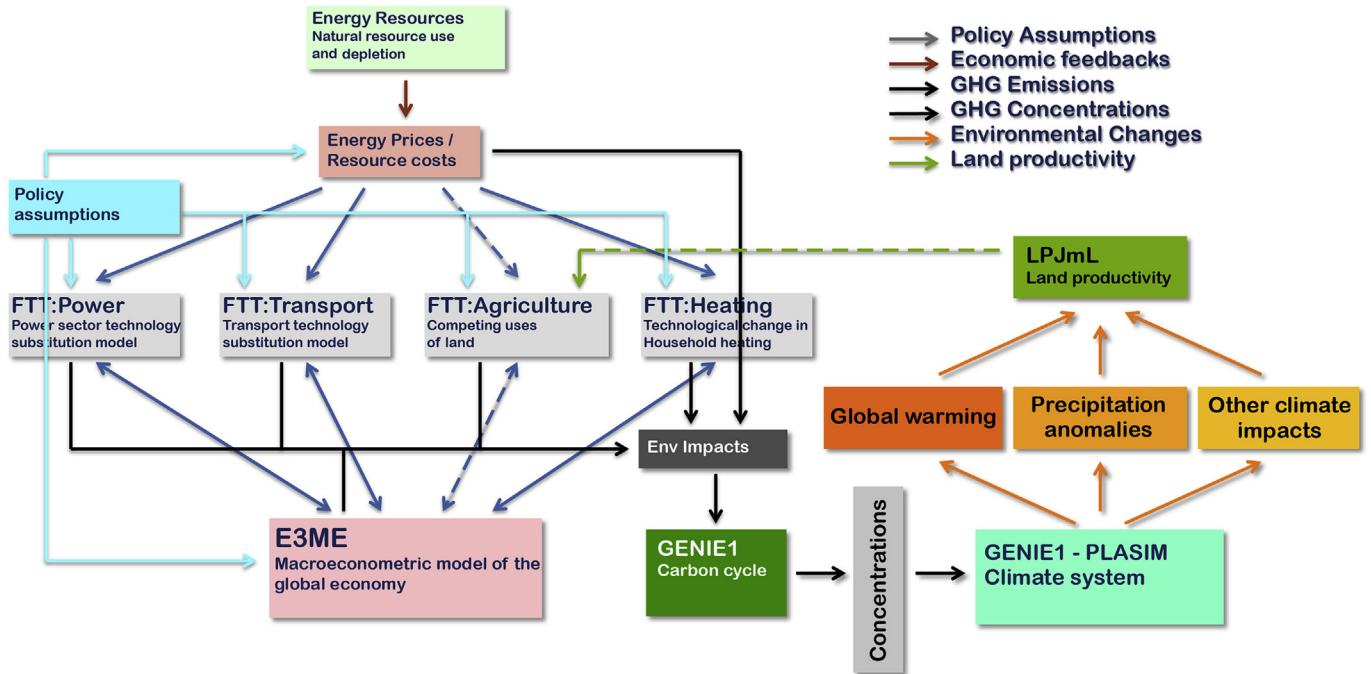 Energy Resources
Natural resource use
and depletion
Policy Assumptions
Economic feedbacks
GHG Emissions
GHG Concentrations
Environmental Changes
Land productivity
Energy Prices /
Resource costs
Policy
assumptions
LPJmL
Land productivity
FTT:Power
Power sector technology
substitution model
FTT:Transport
Transport technology
substitution model
FTT:Agriculture
Competing uses
of land
FTT:Heating
Technological change in
Household heating
Global warming
Precipitation
anomalies
Other climate
impacts
Env Impacts
E3ME
Macroeconometric model of the
global economy
GENIE1
Carbon cycle
Concentrations
GENIE1 - PLASIM
Climate system